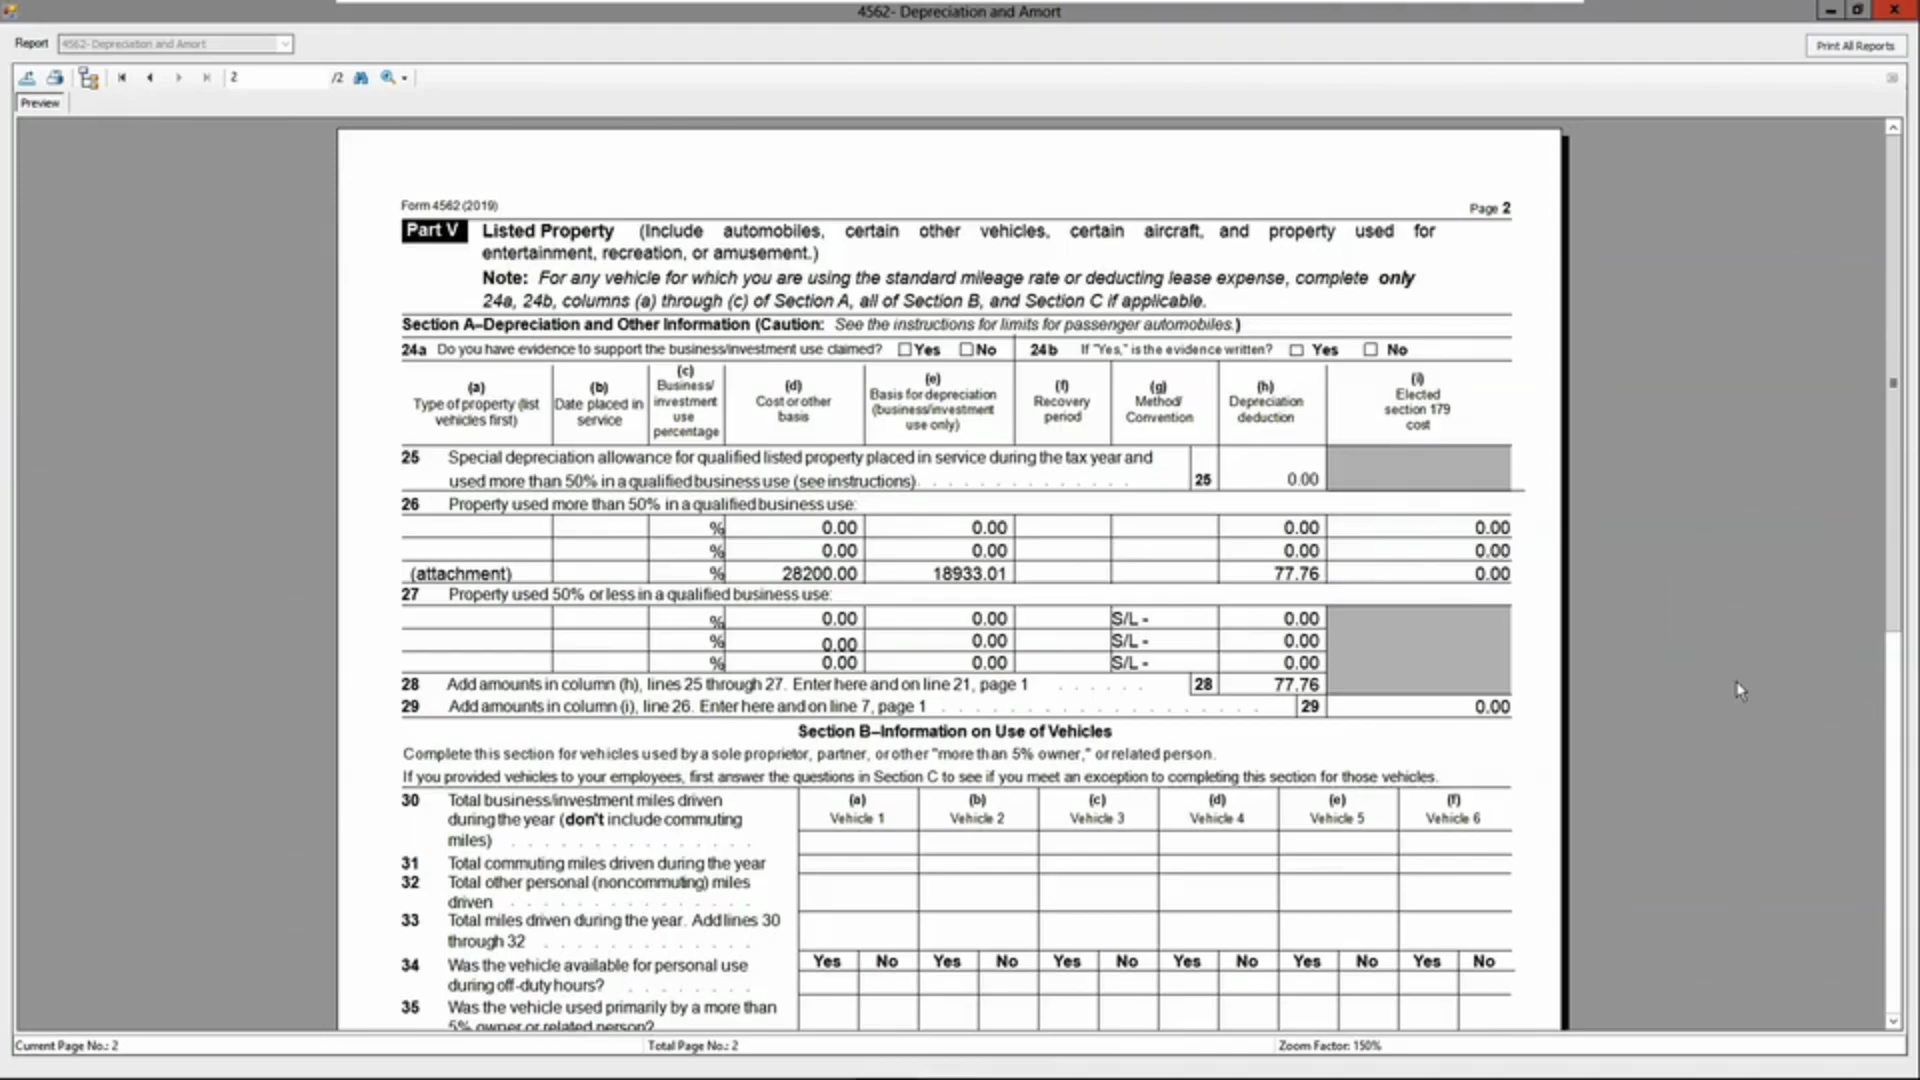 4562- Depreciation and Amort
Report 4562- Depreciation and Amort
Print All Reports
2 /2
Preview
Form 4562 (2019)
Page 2
Part V Listed Property (Include automobiles, certain other vehicles, certain aircraft, and property used for
entertainment, recreation, or amusement.)
Note: For any vehicle for which you are using the standard mileage rate or deducting lease expense, complete only
24a, 24b, columns (a) through (c) of Section A, all of Section B, and Section C if applicable.
Section A–Depreciation and Other Information (Caution: See the instructions for limits for passenger automobiles.)
24a Do you have evidence to support the business/investment use claimed? Yes No 24b If "Yes," is the evidence written? Yes No
(a)
Type of property (list
vehicles first)
(b)
Date placed in
service
(c)
Business/
investment
use
percentage
(d)
Cost or other
basis
(e)
Basis for depreciation
(business/investment
use only)
(f)
Recovery
period
(g)
Method/
Convention
(h)
Depreciation
deduction
(i)
Elected
section 179
cost
25 Special depreciation allowance for qualified listed property placed in service during the tax year and
used more than 50% in a qualified business use (see instructions) . . . . . . . . . . . . . 25 0.00
26 Property used more than 50% in a qualified business use:
% 0.00 0.00 0.00 0.00
% 0.00 0.00 0.00 0.00
(attachment) % 28200.00 18933.01 77.76 0.00
27 Property used 50% or less in a qualified business use:
% 0.00 0.00 S/L - 0.00
% 0.00 0.00 S/L - 0.00
% 0.00 0.00 S/L - 0.00
28 Add amounts in column (h), lines 25 through 27. Enter here and on line 21, page 1 . . . . . . 28 77.76
29 Add amounts in column (i), line 26. Enter here and on line 7, page 1 . . . . . . . . . . . . . . . . . . 29 0.00
Section B–Information on Use of Vehicles
Complete this section for vehicles used by a sole proprietor, partner, or other "more than 5% owner," or related person.
If you provided vehicles to your employees, first answer the questions in Section C to see if you meet an exception to completing this section for those vehicles.
30 Total business/investment miles driven
during the year (don't include commuting
miles) . . . . . . . . . . . . . .
(a)
Vehicle 1
(b)
Vehicle 2
(c)
Vehicle 3
(d)
Vehicle 4
(e)
Vehicle 5
(f)
Vehicle 6
31 Total commuting miles driven during the year
32 Total other personal (noncommuting) miles
driven . . . . . . . . . . . . . .
33 Total miles driven during the year. Add lines 30
through 32 . . . . . . . . . . . .
34 Was the vehicle available for personal use
during off-duty hours? . . . . . . .
Yes No Yes No Yes No Yes No Yes No Yes No
35 Was the vehicle used primarily by a more than
5% owner or related person?
Current Page No.: 2
Total Page No.: 2
Zoom Factor: 150%